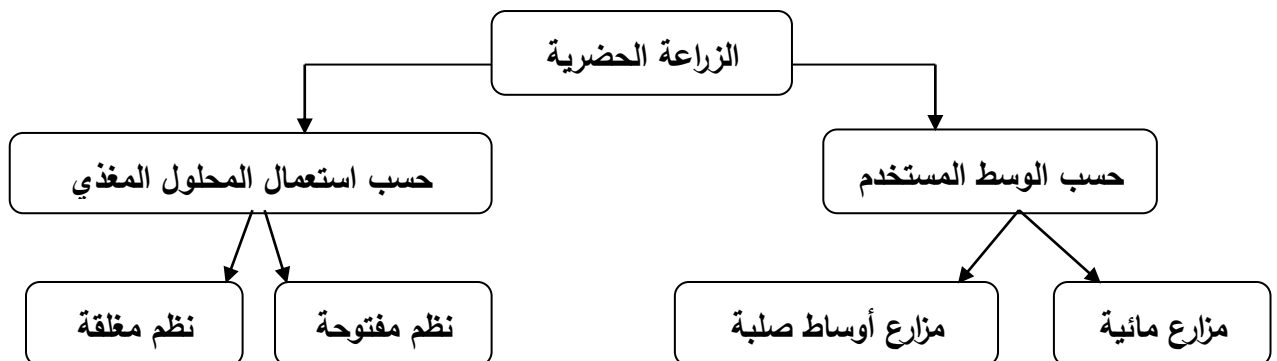 الزراعة الحضرية
حسب الوسط المستخدم
حسب استعمال المحلول المغذي
مزارع مائية
مزارع أوساط صلبة
نظم مفتوحة
نظم مغلقة